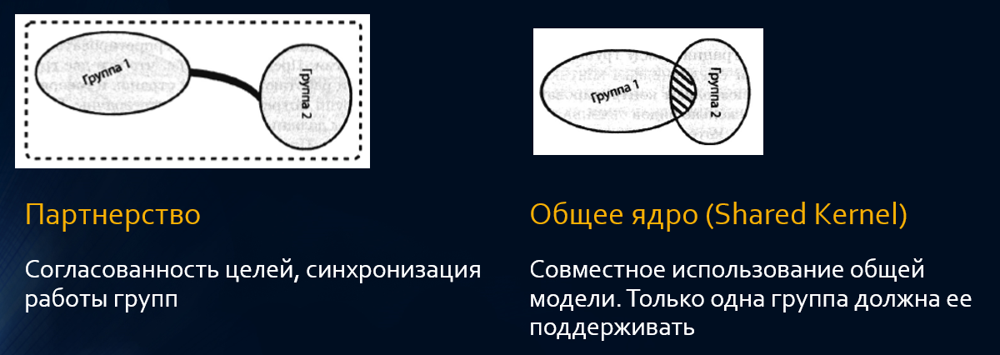 Группа 1
Группа 2
Группа 1
Группа 2
Партнерство
Общее ядро (Shared Kernel)
Согласованность целей, синхронизация
работы групп
Совместное использование общей
модели. Только одна группа должна ее
поддерживать